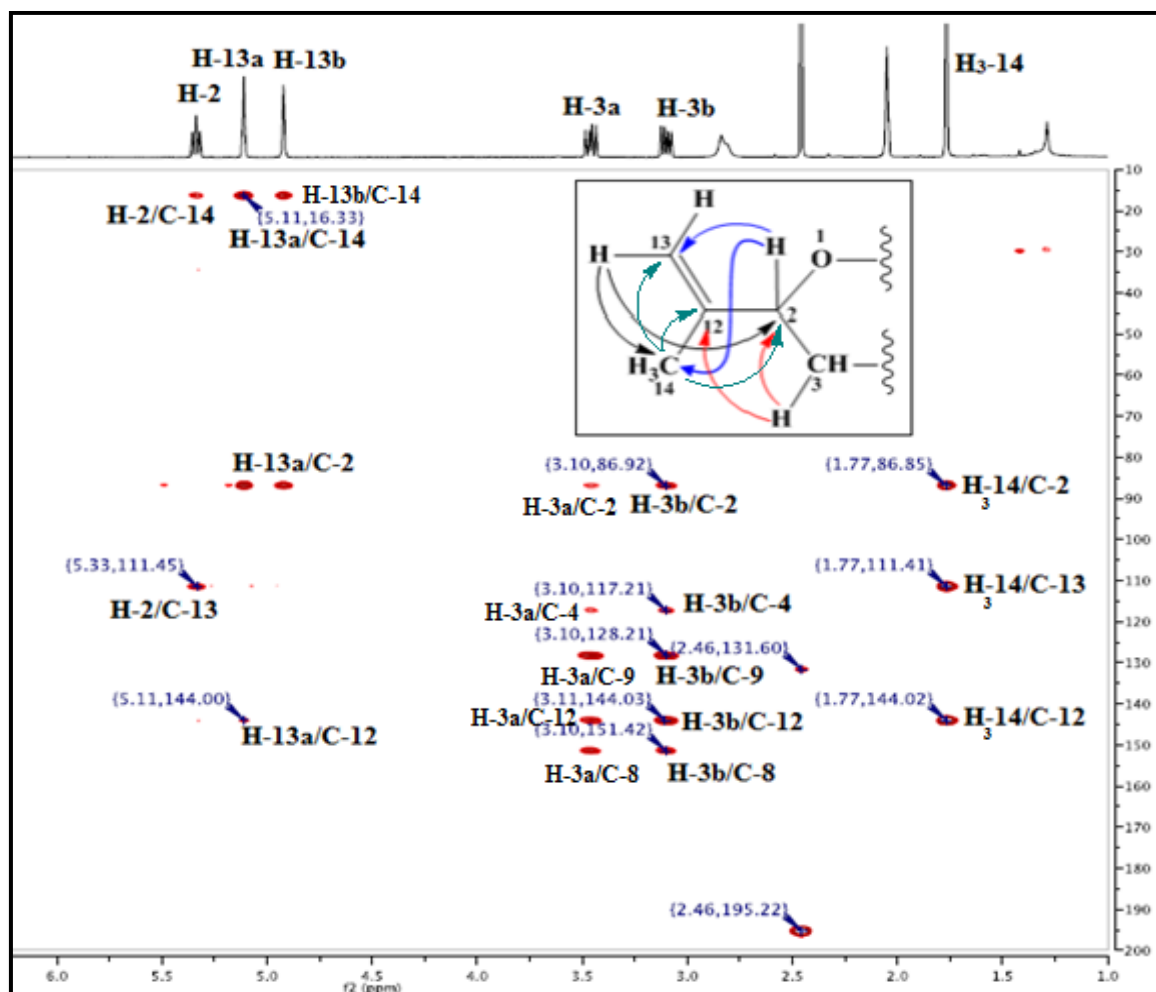 H-13a
H-13b
H-2
H-3a
H-3b
H₃-14
H-13b/C-14
H-2/C-14
{5.11,16.33}
H-13a/C-14
H
13
H
H
1
O
12
2
H₃C
14
CH
3
H
H-13a/C-2
{3.10,86.92}
{1.77,86.85}
H-3a/C-2
H-3b/C-2
H-14/C-2
3
{5.33,111.45}
{1.77,111.41}
H-2/C-13
H-14/C-13
3
{3.10,117.21}
H-3a/C-4
H-3b/C-4
{3.10,128.21}
{2.46,131.60}
H-3a/C-9
H-3b/C-9
{5.11,144.00}
{3.11,144.03}
{1.77,144.02}
H-13a/C-12
H-3a/C-12
H-3b/C-12
H-14/C-12
3
{3.10,151.42}
H-3a/C-8
H-3b/C-8
{2.46,195.22}
10
20
30
40
50
60
70
80
90
100
110
120
130
140
150
160
170
180
190
200
6.0 5.5 5.0 4.5 4.0 3.5 3.0 2.5 2.0 1.5 1.0
f2 (ppm)